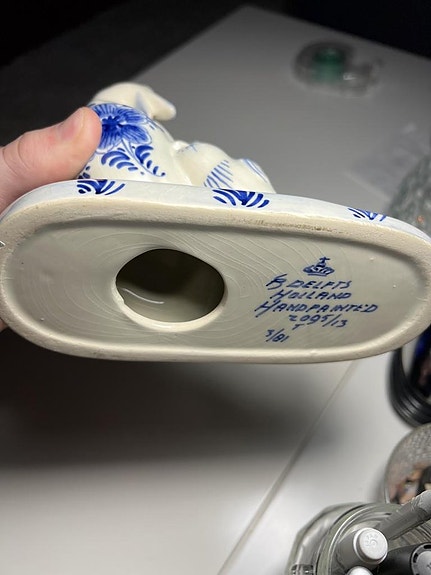 DELFTS
HOLLAND
HANDPAINTED
2095/13
T
3/81